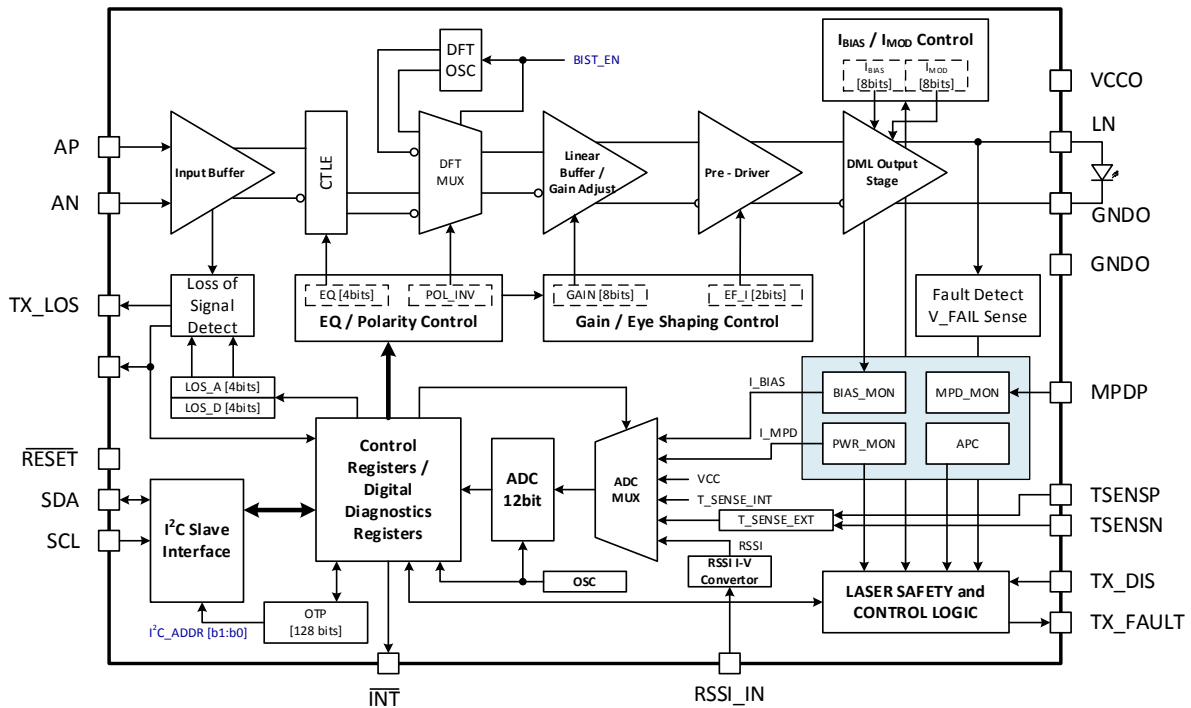 I_BIAS / I_MOD Control
I_BIAS
[8bits]
I_MOD
[8bits]
DFT
OSC
BIST_EN
VCCO
AP
LN
AN
Input Buffer
CTLE
DFT
MUX
Linear
Buffer /
Gain Adjust
Pre - Driver
DML Output
Stage
GNDO
GNDO
TX_LOS
Loss of
Signal
Detect
EQ [4bits]
POL_INV
EQ / Polarity Control
GAIN [8bits]
EF_I [2bits]
Gain / Eye Shaping Control
Fault Detect
V_FAIL Sense
LOS_A [4bits]
LOS_D [4bits]
I_BIAS
BIAS_MON
MPD_MON
MPDP
I_MPD
PWR_MON
APC
RESET
SDA
SCL
I²C Slave
Interface
Control
Registers /
Digital
Diagnostics
Registers
ADC
12bit
ADC
MUX
VCC
T_SENSE_INT
T_SENSE_EXT
TSENSP
TSENSN
RSSI
RSSI I-V
Convertor
OSC
OTP
[128 bits]
I²C_ADDR [b1:b0]
LASER SAFETY and
CONTROL LOGIC
TX_DIS
TX_FAULT
INT
RSSI_IN